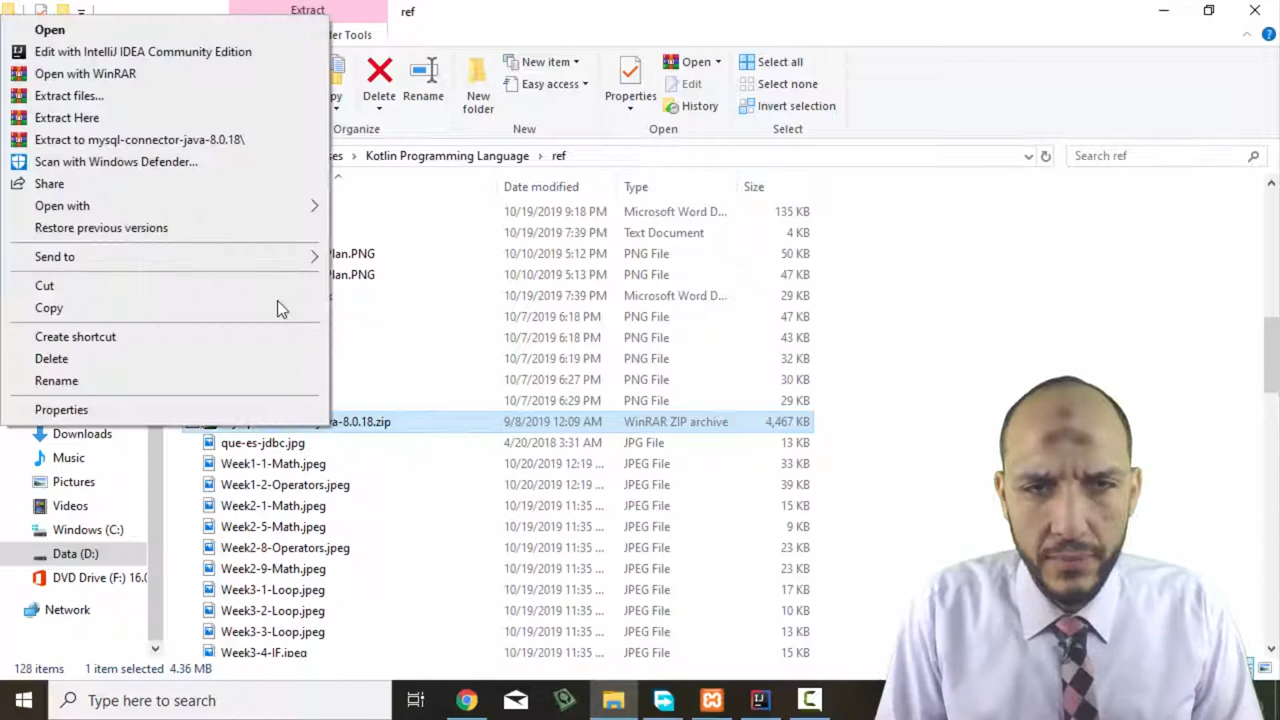 Extract
ref
ler Tools
Open
Edit with IntelliJ IDEA Community Edition
Open with WinRAR
Extract files...
Extract Here
Extract to mysql-connector-java-8.0.18\
Scan with Windows Defender...
Share
Open with
Restore previous versions
Send to
Cut
Copy
Create shortcut
Delete
Rename
Properties
py
Delete
Rename
New folder
New item
Easy access
Properties
Open
Edit
History
Select all
Select none
Invert selection
Organize
New
Open
Select
ses > Kotlin Programming Language > ref
Search ref
Date modified
Type
Size
10/19/2019 9:18 PM Microsoft Word D... 135 KB
10/19/2019 7:39 PM Text Document 4 KB
lan.PNG 10/10/2019 5:12 PM PNG File 50 KB
lan.PNG 10/10/2019 5:13 PM PNG File 47 KB
10/19/2019 7:39 PM Microsoft Word D... 29 KB
10/7/2019 6:18 PM PNG File 47 KB
10/7/2019 6:18 PM PNG File 43 KB
10/7/2019 6:19 PM PNG File 32 KB
10/7/2019 6:27 PM PNG File 30 KB
10/7/2019 6:29 PM PNG File 29 KB
va-8.0.18.zip 9/8/2019 12:09 AM WinRAR ZIP archive 4,467 KB
que-es-jdbc.jpg 4/20/2018 3:31 AM JPG File 13 KB
Week1-1-Math.jpeg 10/20/2019 12:19 ... JPEG File 33 KB
Week1-2-Operators.jpeg 10/20/2019 12:19 ... JPEG File 39 KB
Week2-1-Math.jpeg 10/19/2019 11:35 ... JPEG File 15 KB
Week2-5-Math.jpeg 10/19/2019 11:35 ... JPEG File 9 KB
Week2-8-Operators.jpeg 10/19/2019 11:35 ... JPEG File 23 KB
Week2-9-Math.jpeg 10/19/2019 11:35 ... JPEG File 23 KB
Week3-1-Loop.jpeg 10/19/2019 11:35 ... JPEG File 17 KB
Week3-2-Loop.jpeg 10/19/2019 11:35 ... JPEG File 10 KB
Week3-3-Loop.jpeg 10/19/2019 11:35 ... JPEG File 13 KB
Week3-4-IF.jpeg 10/19/2019 11:35 ... JPEG File 15 KB
Downloads
Music
Pictures
Videos
Windows (C:)
Data (D:)
DVD Drive (F:) 16.0
Network
128 items 1 item selected 4.36 MB
Type here to search